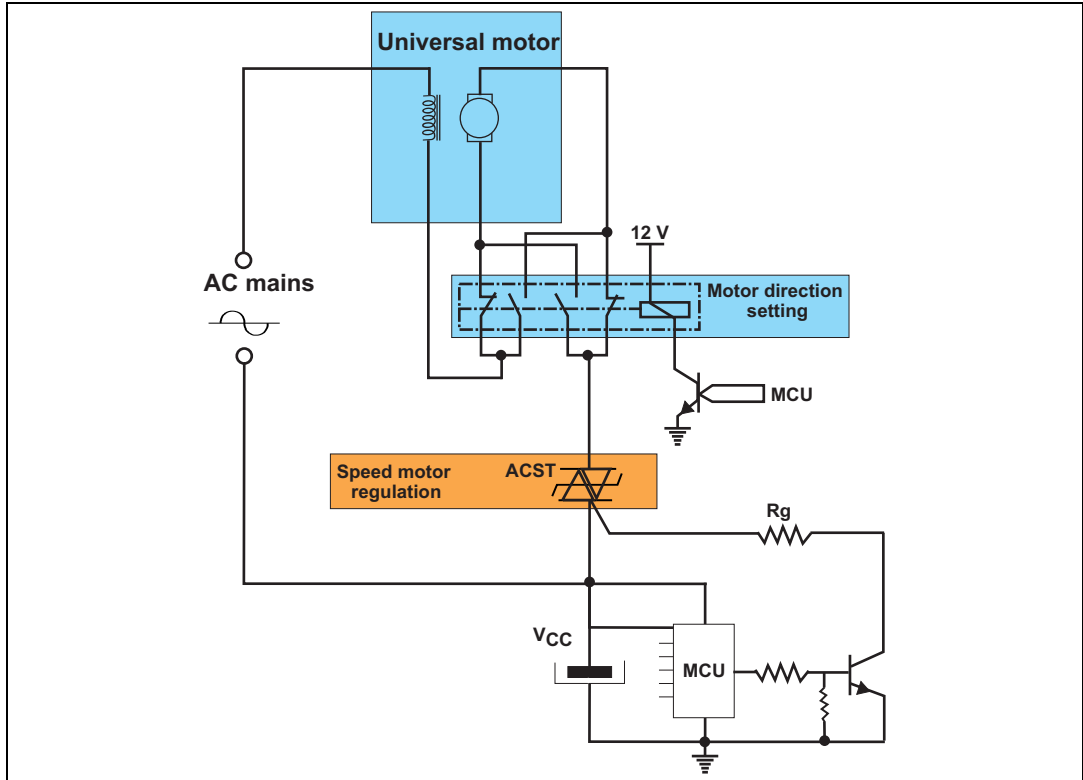 Universal motor
12 V
AC mains
Motor direction
setting
MCU
Speed motor
regulation
ACST
Rg
VCC
MCU